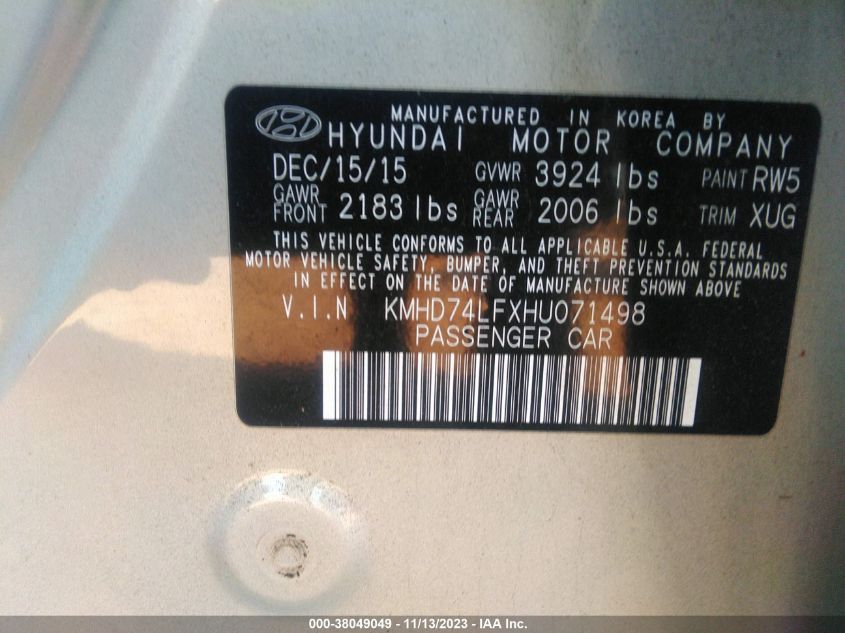 MANUFACTURED IN KOREA BY
HYUNDAI MOTOR COMPANY
DEC/15/15 GVWR 3924 lbs PAINT RW5
GAWR FRONT 2183 lbs GAWR REAR 2006 lbs TRIM XUG
THIS VEHICLE CONFORMS TO ALL APPLICABLE U.S.A. FEDERAL
MOTOR VEHICLE SAFETY, BUMPER, AND THEFT PREVENTION STANDARDS
IN EFFECT ON THE DATE OF MANUFACTURE SHOWN ABOVE
V.I.N KMHD74LFXHU071498
PASSENGER CAR
000-38049049 - 11/13/2023 - IAA Inc.